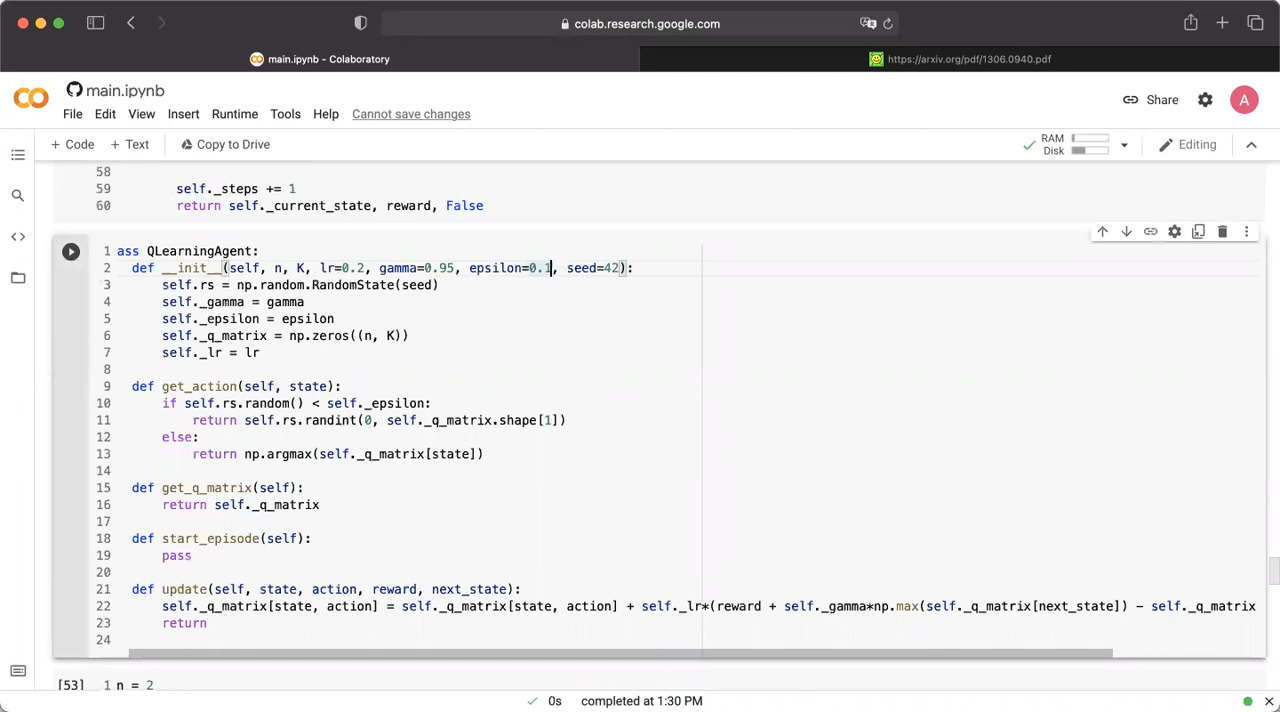 colab.research.google.com
main.ipynb - Colaboratory
https://arxiv.org/pdf/1306.0940.pdf
main.ipynb
File Edit View Insert Runtime Tools Help Cannot save changes
Share
A
+ Code + Text Copy to Drive
RAM
Disk
Editing
58
59 self._steps += 1
60 return self._current_state, reward, False
1 ass QLearningAgent:
2 def __init__(self, n, K, lr=0.2, gamma=0.95, epsilon=0.1, seed=42):
3 self.rs = np.random.RandomState(seed)
4 self._gamma = gamma
5 self._epsilon = epsilon
6 self._q_matrix = np.zeros((n, K))
7 self._lr = lr
8
9 def get_action(self, state):
10 if self.rs.random() < self._epsilon:
11 return self.rs.randint(0, self._q_matrix.shape[1])
12 else:
13 return np.argmax(self._q_matrix[state])
14
15 def get_q_matrix(self):
16 return self._q_matrix
17
18 def start_episode(self):
19 pass
20
21 def update(self, state, action, reward, next_state):
22 self._q_matrix[state, action] = self._q_matrix[state, action] + self._lr*(reward + self._gamma*np.max(self._q_matrix[next_state]) - self._q_matrix
23 return
24
[53] 1 n = 2
0s completed at 1:30 PM